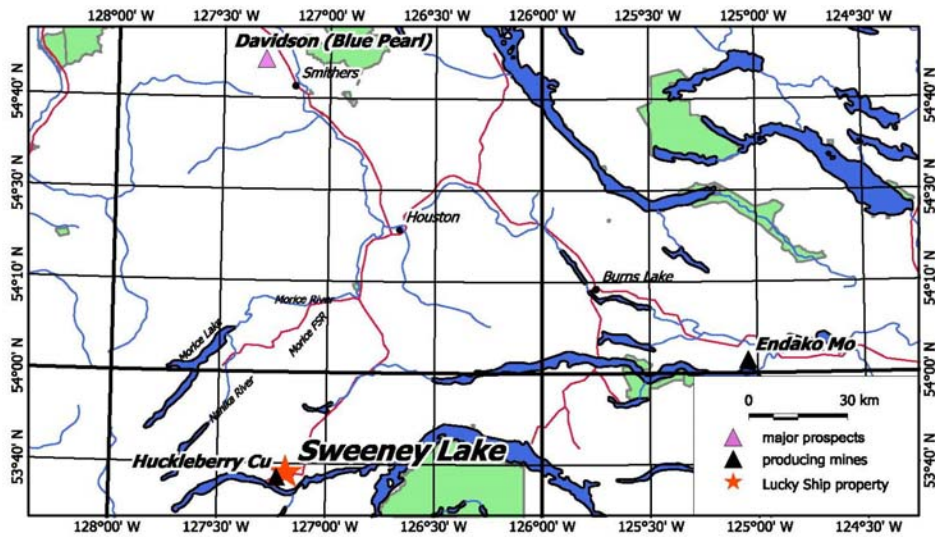 128°00' W 127°30' W 127°00' W 126°30' W 126°00' W 125°30' W 125°00' W 124°30' W
Davidson (Blue Pearl)
Smithers
54°40' N 54°40' N
54°30' N 54°30' N
Houston
54°10' N 54°10' N
Burns Lake
Morice River
Morice Lake
Morice FSR
Endako Mo
54°00' N 54°00' N
Nanika River
0 30 km
major prospects
Huckleberry Cu
Sweeney Lake
producing mines
53°40' N 53°40' N
Lucky Ship property
128°00' W 127°30' W 127°00' W 126°30' W 126°00' W 125°30' W 125°00' W 124°30' W